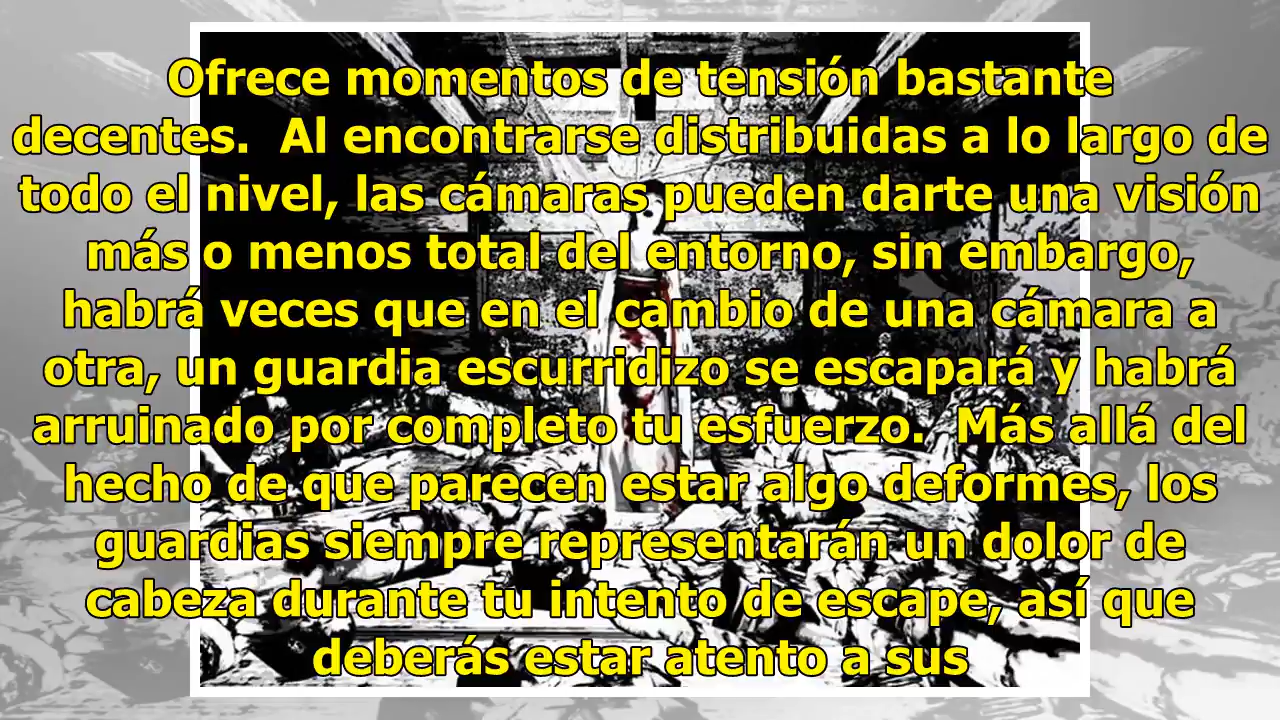 Ofrece momentos de tensión bastante
decentes.  Al encontrarse distribuidas a lo largo de
todo el nivel, las cámaras pueden darte una visión
más o menos total del entorno, sin embargo,
habrá veces que en el cambio de una cámara a
otra, un guardia escurridizo se escapará y habrá
arruinado por completo tu esfuerzo.  Más allá del
hecho de que parecen estar algo deformes, los
guardias siempre representarán un dolor de
cabeza durante tu intento de escape, así que
deberás estar atento a sus